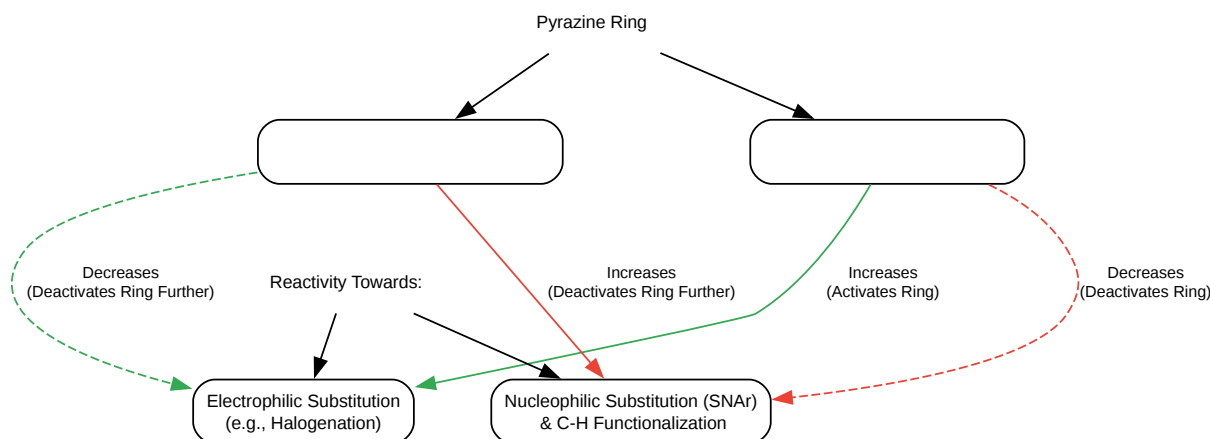 Pyrazine Ring
Decreases
(Deactivates Ring Further)
Reactivity Towards:
Increases
(Deactivates Ring Further)
Increases
(Activates Ring)
Decreases
(Deactivates Ring)
Electrophilic Substitution
(e.g., Halogenation)
Nucleophilic Substitution (SNAr)
& C-H Functionalization